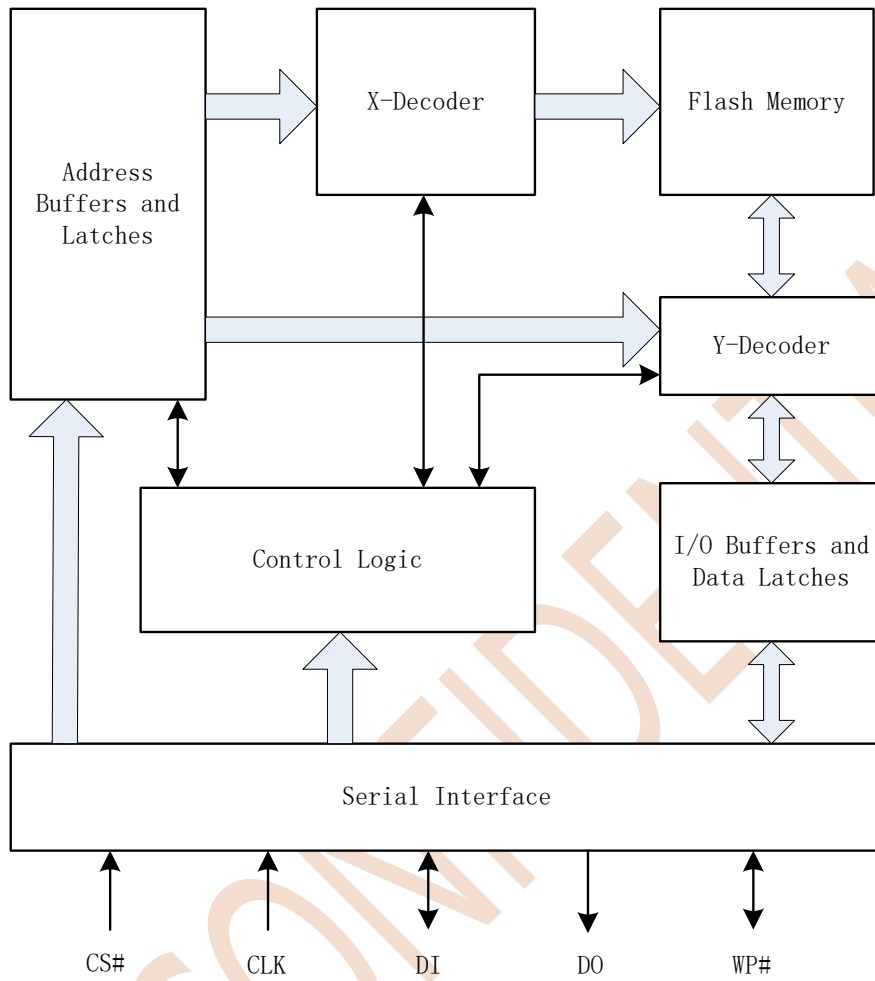 X-Decoder
Flash Memory
Address
Buffers and
Latches
Y-Decoder
I/O Buffers and
Data Latches
Control Logic
Serial Interface
CS#
CLK
DI
DO
WP#
CONFIDENTIA